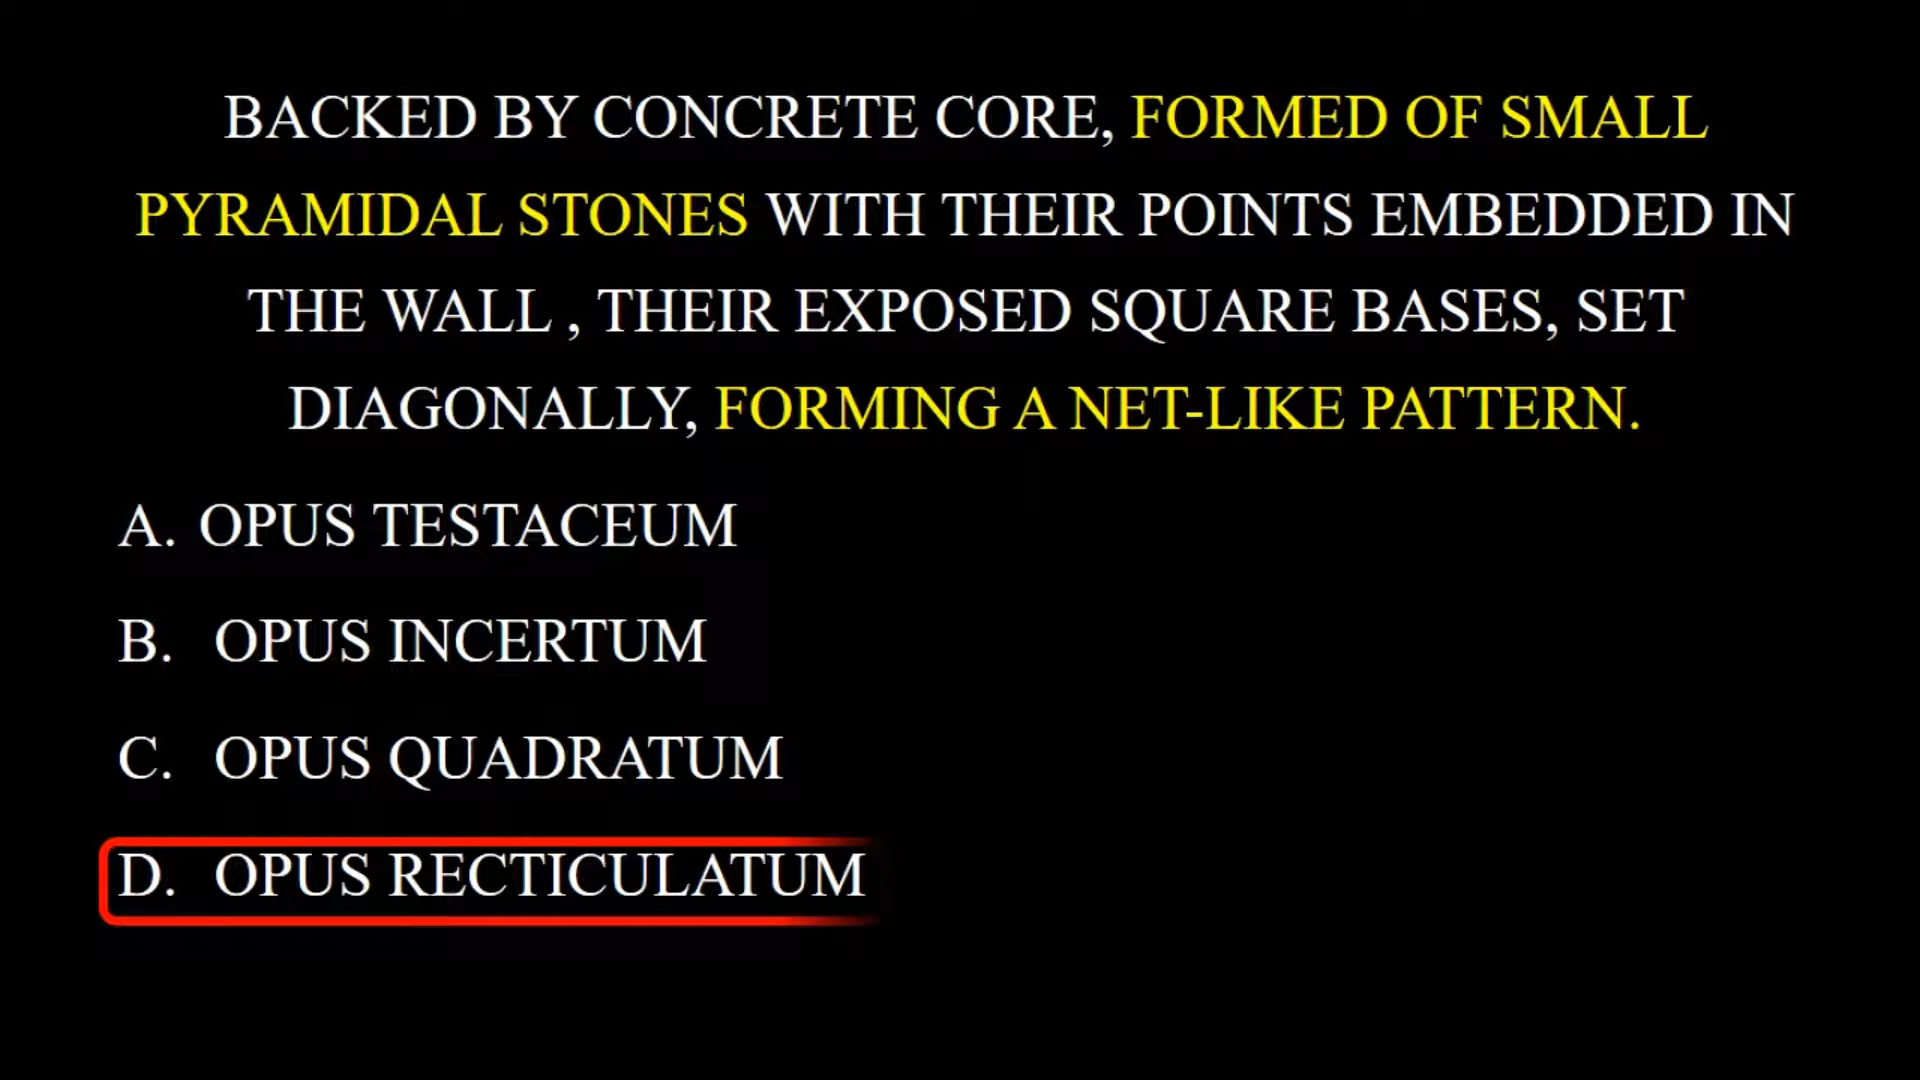 BACKED BY CONCRETE CORE, FORMED OF SMALL
PYRAMIDAL STONES WITH THEIR POINTS EMBEDDED IN
THE WALL , THEIR EXPOSED SQUARE BASES, SET
DIAGONALLY, FORMING A NET-LIKE PATTERN.
A. OPUS TESTACEUM
B. OPUS INCERTUM
C. OPUS QUADRATUM
D. OPUS RECTICULATUM